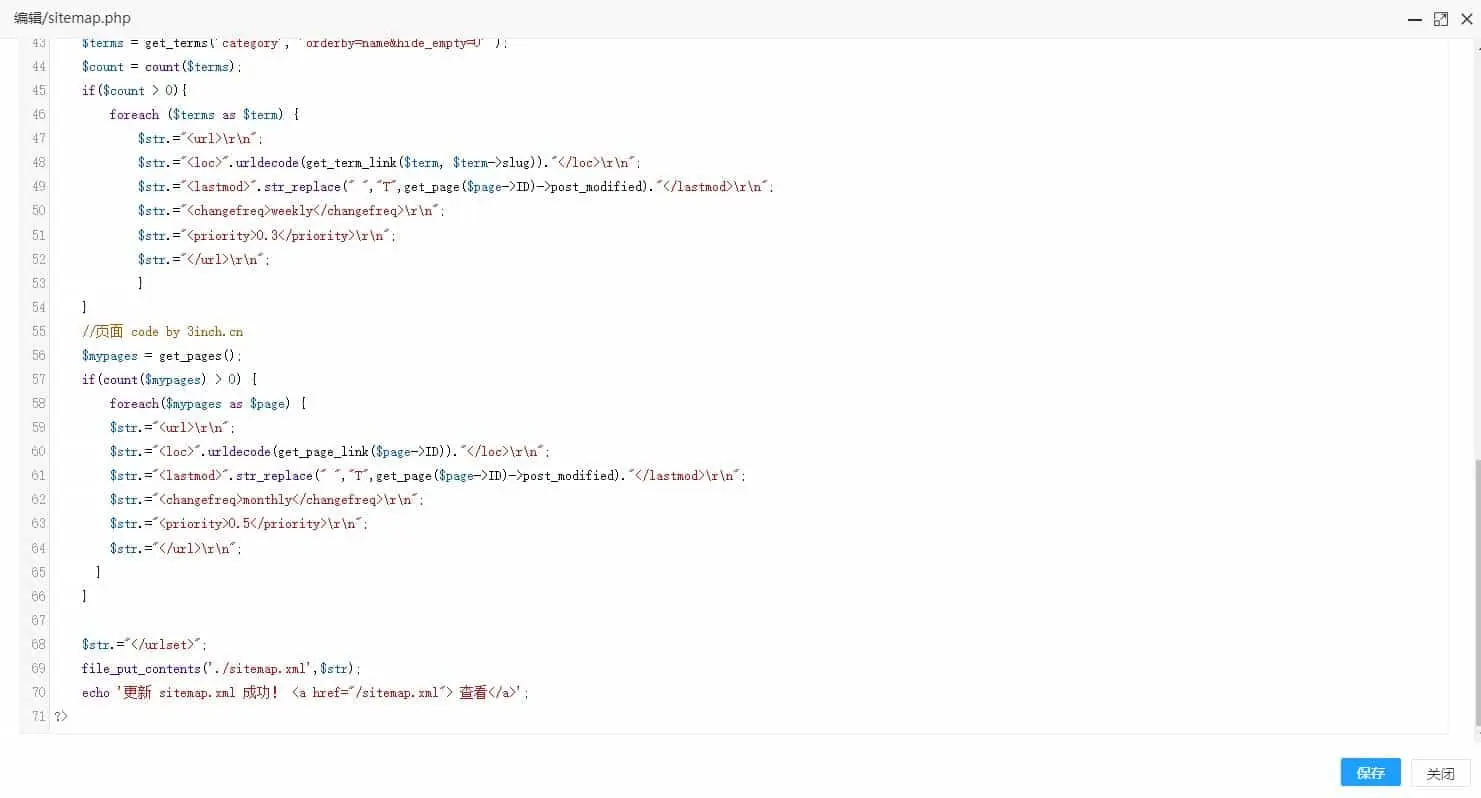 编辑/sitemap.php
43 $terms = get_terms('category', 'orderby=name&hide_empty=0' );
44 $count = count($terms);
45 if($count > 0){
46 foreach ($terms as $term) {
47 $str.="<url>\r\n";
48 $str.="<loc>".urldecode(get_term_link($term, $term->slug))."</loc>\r\n";
49 $str.="<lastmod>".str_replace(" ","T",get_page($page->ID)->post_modified)."</lastmod>\r\n";
50 $str.="<changefreq>weekly</changefreq>\r\n";
51 $str.="<priority>0.3</priority>\r\n";
52 $str.="</url>\r\n";
53 }
54 }
55 //页面 code by 3inch.cn
56 $mypages = get_pages();
57 if(count($mypages) > 0) {
58 foreach($mypages as $page) {
59 $str.="<url>\r\n";
60 $str.="<loc>".urldecode(get_page_link($page->ID))."</loc>\r\n";
61 $str.="<lastmod>".str_replace(" ","T",get_page($page->ID)->post_modified)."</lastmod>\r\n";
62 $str.="<changefreq>monthly</changefreq>\r\n";
63 $str.="<priority>0.5</priority>\r\n";
64 $str.="</url>\r\n";
65 }
66 }
67
68 $str.="</urlset>";
69 file_put_contents('./sitemap.xml',$str);
70 echo '更新 sitemap.xml 成功! <a href="/sitemap.xml"> 查看</a>';
71 ?>
保存 关闭